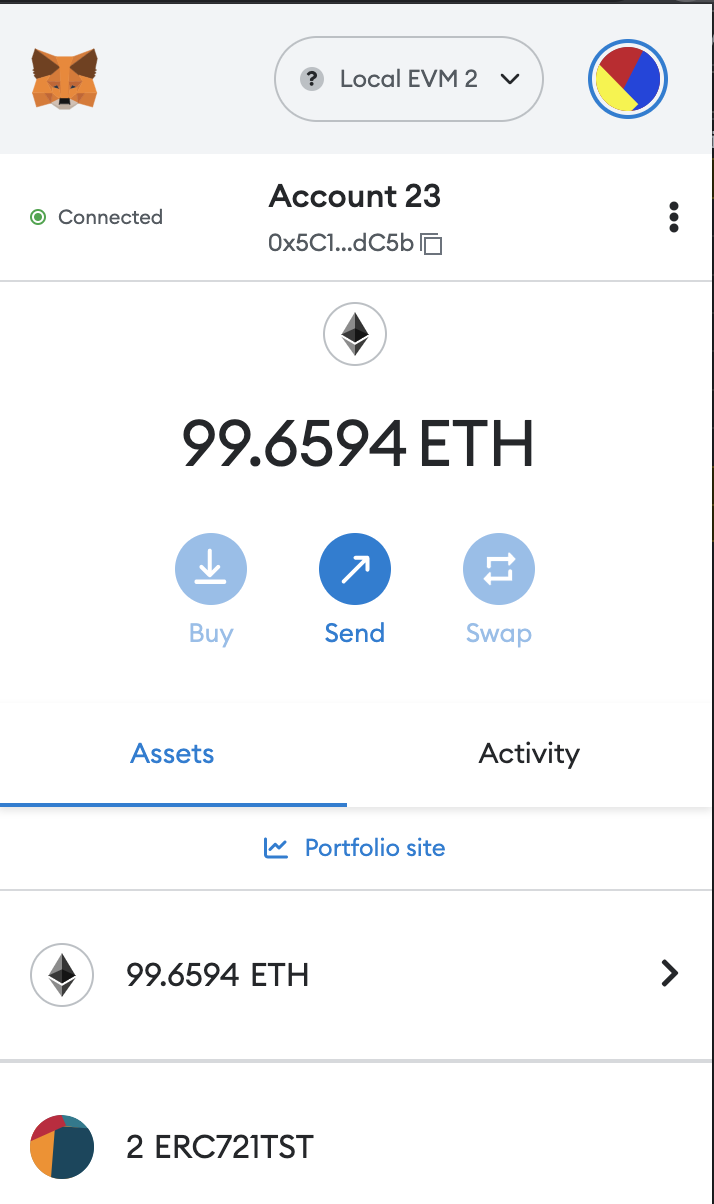 ? Local EVM 2
Account 23
Connected
0x5C1...dC5b
99.6594 ETH
Buy Send Swap
Assets Activity
Portfolio site
99.6594 ETH
2 ERC721TST